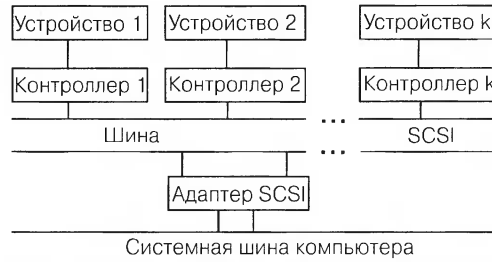 Устройство 1 Устройство 2 Устройство k
Контроллер 1 Контроллер 2 Контроллер k
... 
Шина SCSI
...
Адаптер SCSI
Системная шина компьютера